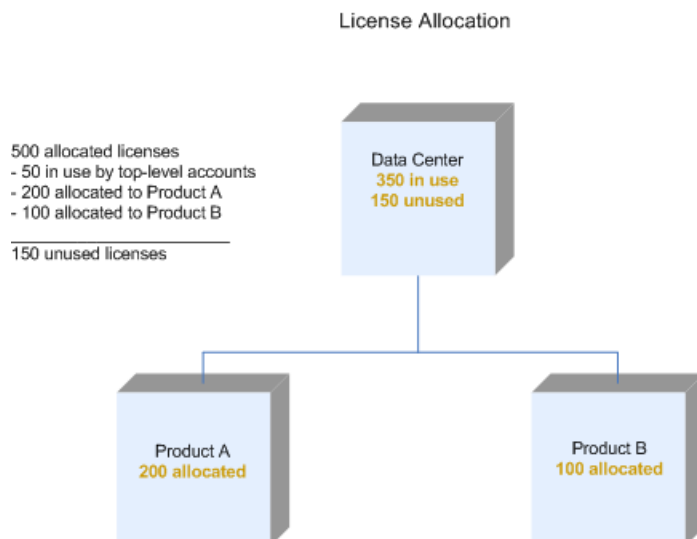 License Allocation
500 allocated licenses
- 50 in use by top-level accounts
- 200 allocated to Product A
- 100 allocated to Product B
150 unused licenses
Data Center
350 in use
150 unused
Product A
200 allocated
Product B
100 allocated